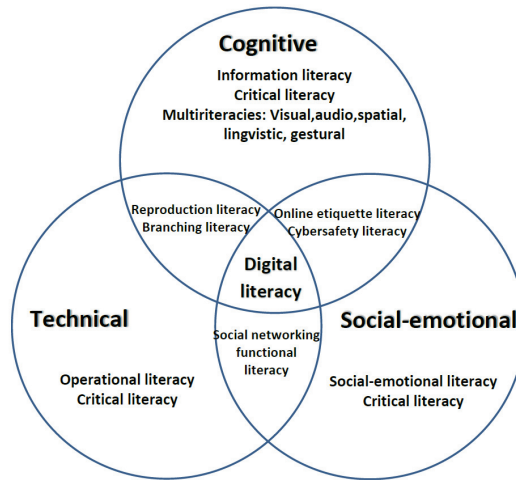 Cognitive
Information literacy
Critical literacy
Multiriteracies: Visual,audio,spatial,
lingvistic, gestural
Reproduction literacy
Branching literacy
Online etiquette literacy
Cybersafety literacy
Digital
literacy
Technical
Operational literacy
Critical literacy
Social networking
functional
literacy
Social-emotional
Social-emotional literacy
Critical literacy